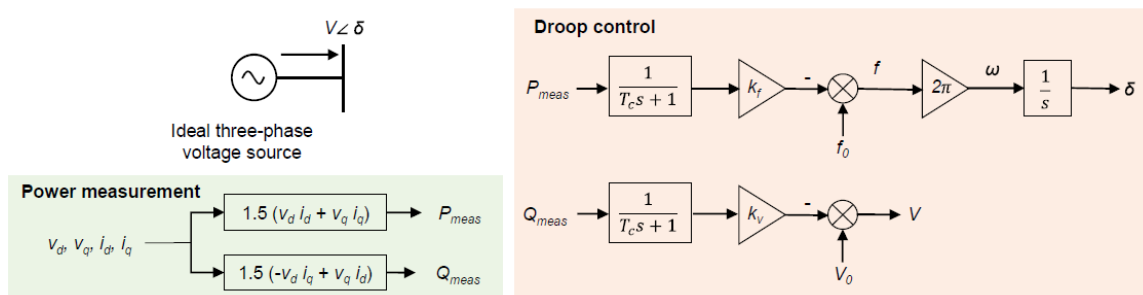 V∠ δ
Ideal three-phase
voltage source
Power measurement
v_d, v_q, i_d, i_q
1.5 (v_d i_d + v_q i_q)
P_meas
1.5 (-v_d i_q + v_q i_d)
Q_meas
Droop control
P_meas
1
T_c s + 1
k_f
-
f
2π
ω
1
s
δ
f_0
Q_meas
1
T_c s + 1
k_v
-
V
V_0